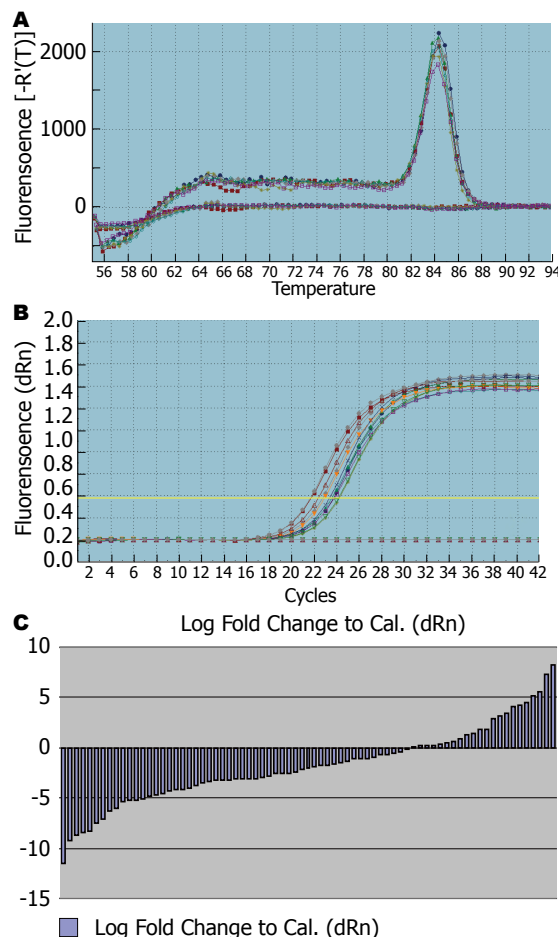 A
Fluorensoence [-R'(T)]
2000
1000
0
56 58 60 62 64 66 68 70 72 74 76 78 80 82 84 86 88 90 92 94
Temperature
B
Fluorensoence (dRn)
2.0
1.8
1.6
1.4
1.2
1.0
0.8
0.6
0.4
0.2
0.0
2 4 6 8 10 12 14 16 18 20 22 24 26 28 30 32 34 36 38 40 42
Cycles
C
Log Fold Change to Cal. (dRn)
10
5
0
-5
-10
-15
Log Fold Change to Cal. (dRn)